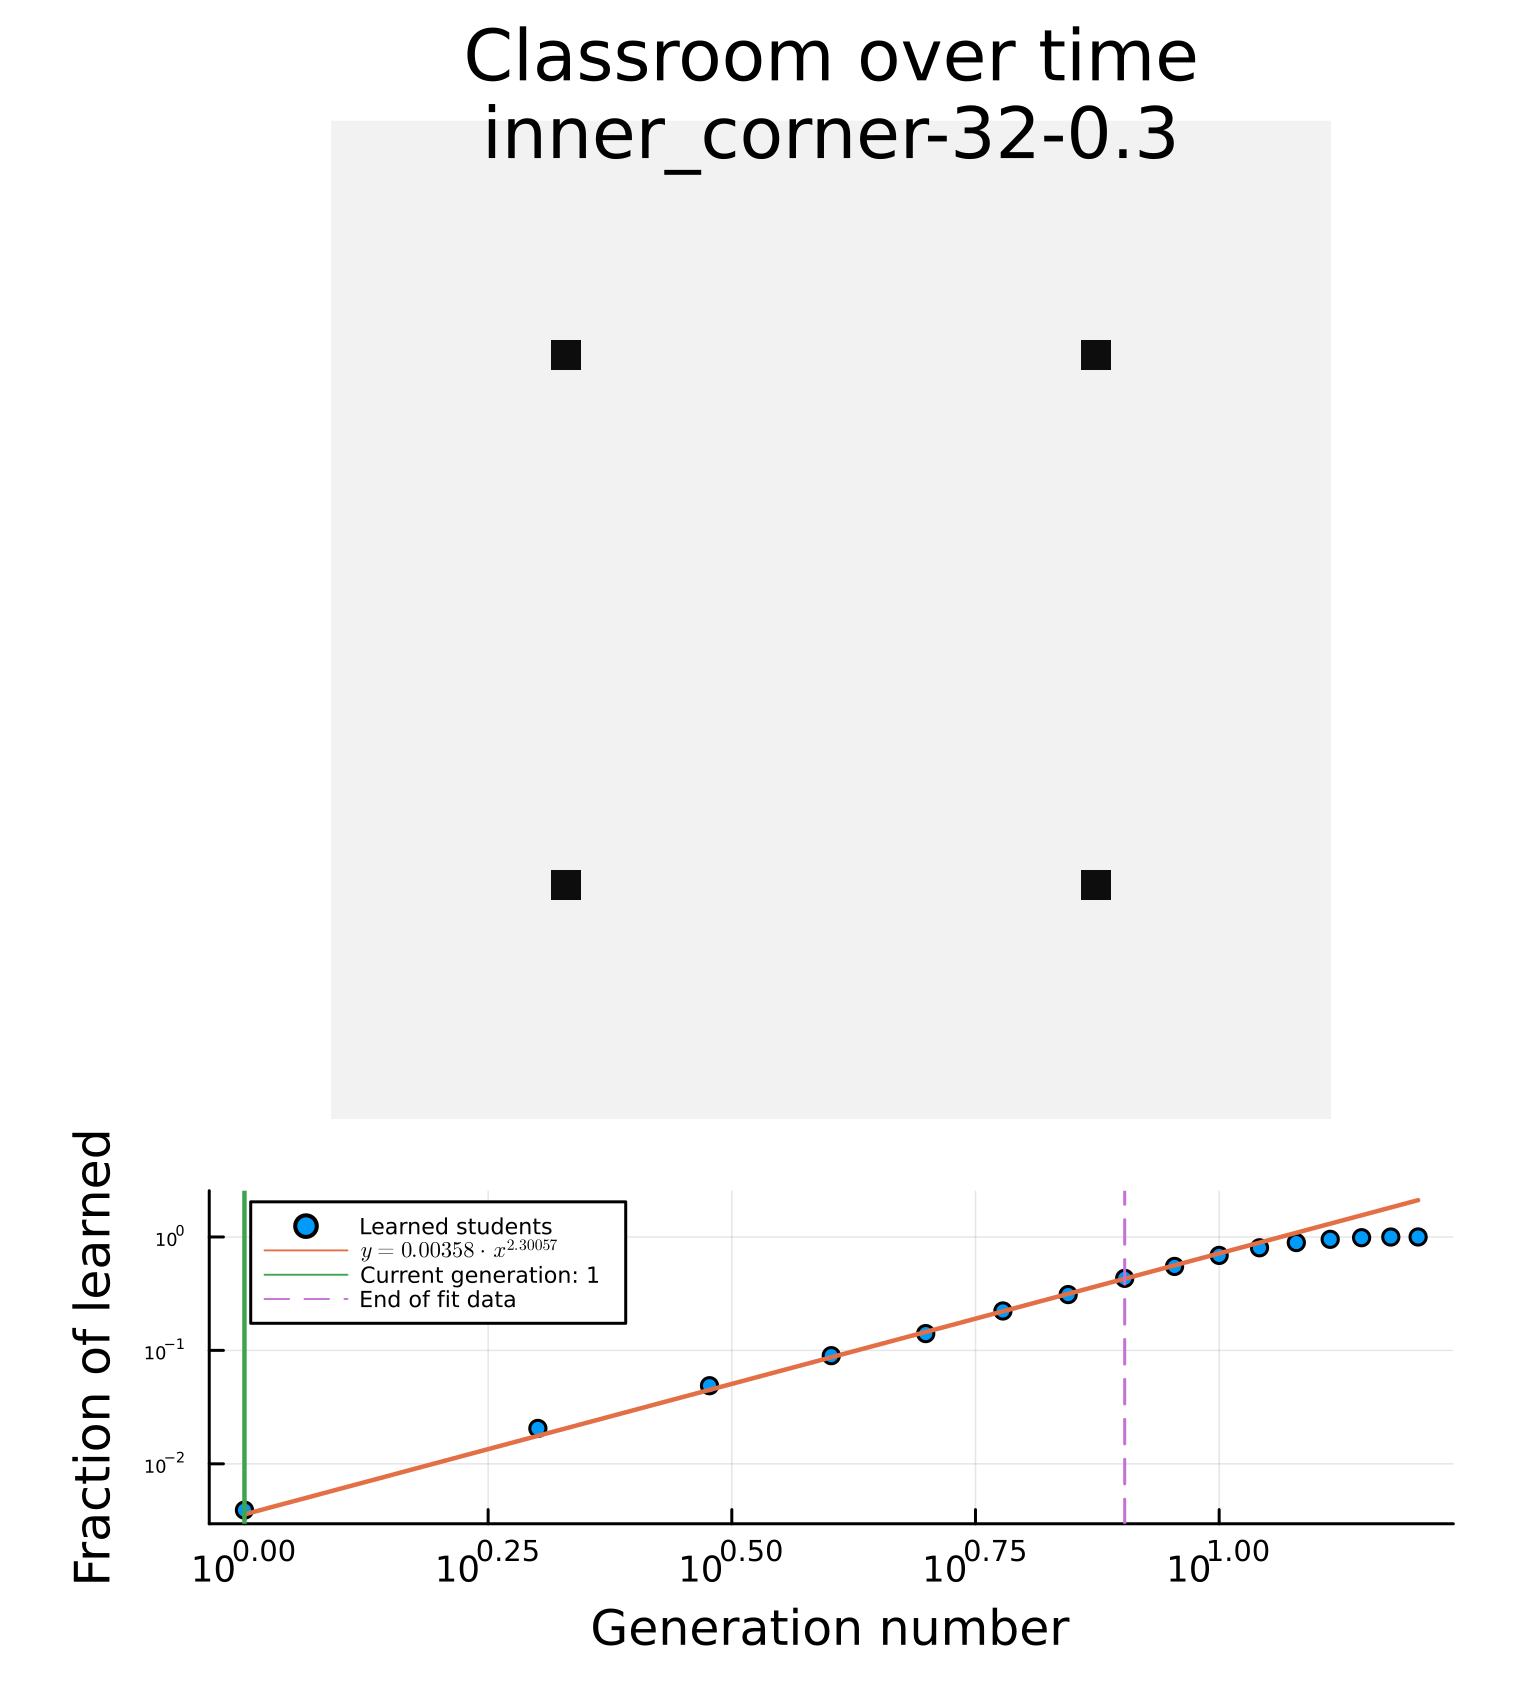 Classroom over time
inner_corner-32-0.3
Fraction of learned
10^0
10^−1
10^−2
Learned students
y = 0.00358 · x^2.30057
Current generation: 1
End of fit data
10^0.00 10^0.25 10^0.50 10^0.75 10^1.00
Generation number